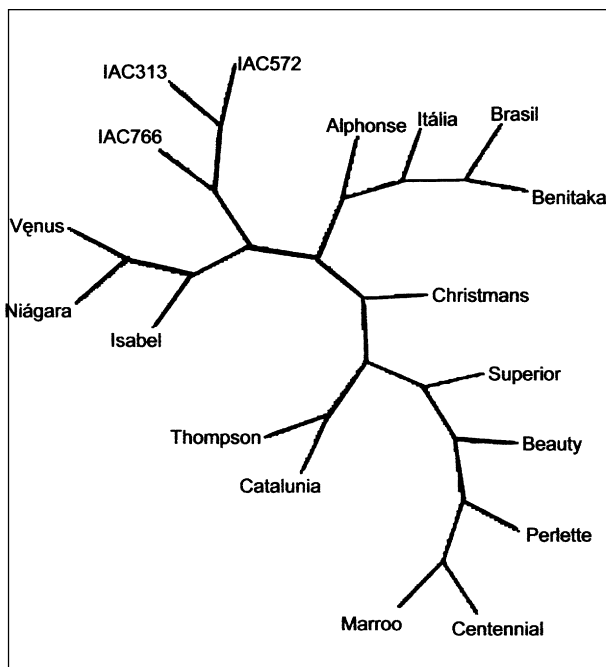 IAC572
IAC313
Brasil
Itália
Alphonse
IAC766
Benitaka
Vęnus
Christmans
Niágara
Isabel
Superior
Thompson
Beauty
Catalunia
Perlette
Marroo
Centennial